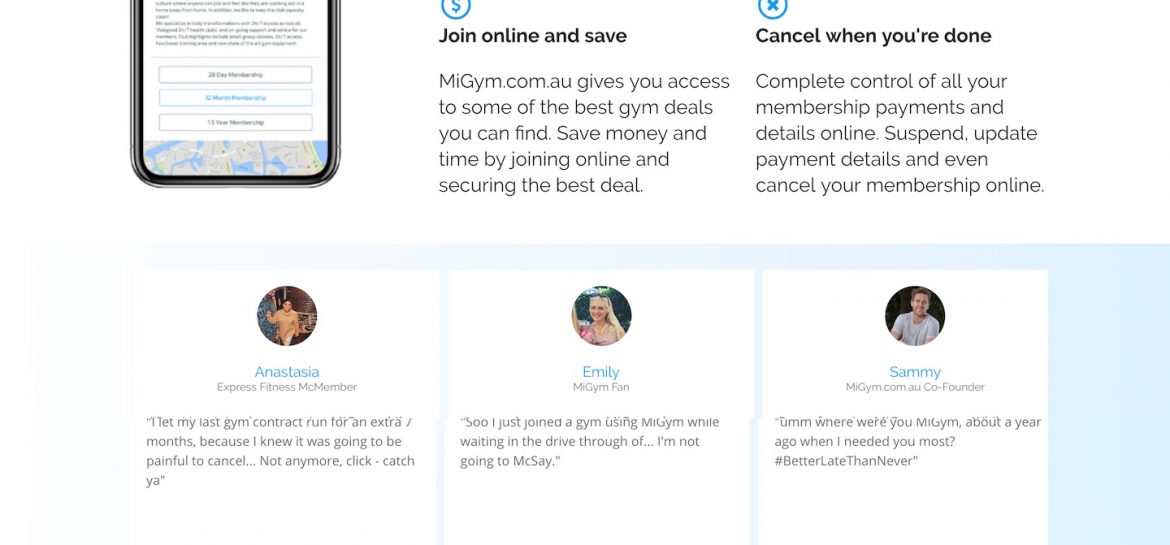 culture where anyone can join and feel like they are working out in a
home away from home. In addition, we like to keep the club squeaky
clean!
We specialize in body transformations with 24/7 access across all
'Feelgood 24/7 health clubs' and on-going support and advice for our
members. Club highlights include small group classes, 24/7 access,
functional training area and new state of the art gym equipment.
28 Day Membership
12 Month Membership
1.5 Year Membership
$
Join online and save
MiGym.com.au gives you access
to some of the best gym deals
you can find. Save money and
time by joining online and
securing the best deal.
Cancel when you're done
Complete control of all your
membership payments and
details online. Suspend, update
payment details and even
cancel your membership online.
Anastasia
Express Fitness McMember
"I let my last gym contract run for an extra 7
months, because I knew it was going to be
painful to cancel... Not anymore, click - catch
ya"
Emily
MiGym Fan
"Soo I just joined a gym using MiGym while
waiting in the drive through of... I'm not
going to McSay."
Sammy
MiGym.com.au Co-Founder
"umm where were you MiGym, about a year
ago when I needed you most?
#BetterLateThanNever"